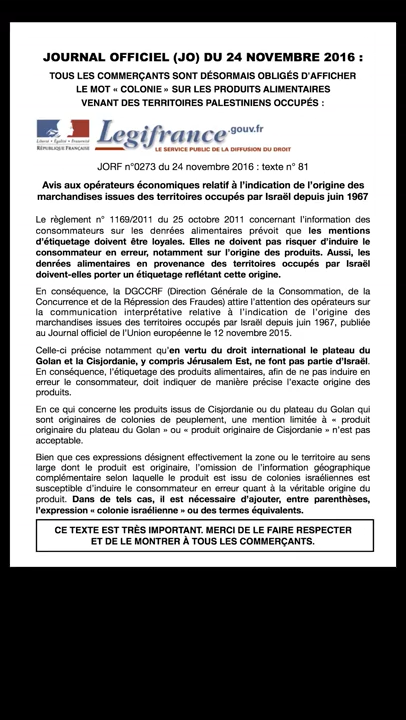 JOURNAL OFFICIEL (JO) DU 24 NOVEMBRE 2016 :
TOUS LES COMMERÇANTS SONT DÉSORMAIS OBLIGÉS D'AFFICHER
LE MOT « COLONIE » SUR LES PRODUITS ALIMENTAIRES
VENANT DES TERRITOIRES PALESTINIENS OCCUPÉS :
Liberté • Égalité • Fraternité
RÉPUBLIQUE FRANÇAISE
Legifrance.gouv.fr
LE SERVICE PUBLIC DE LA DIFFUSION DU DROIT
JORF n°0273 du 24 novembre 2016 : texte n° 81
Avis aux opérateurs économiques relatif à l'indication de l'origine des
marchandises issues des territoires occupés par Israël depuis juin 1967
Le règlement n° 1169/2011 du 25 octobre 2011 concernant l'information des
consommateurs sur les denrées alimentaires prévoit que les mentions
d'étiquetage doivent être loyales. Elles ne doivent pas risquer d'induire le
consommateur en erreur, notamment sur l'origine des produits. Aussi, les
denrées alimentaires en provenance des territoires occupés par Israël
doivent-elles porter un étiquetage reflétant cette origine.
En conséquence, la DGCCRF (Direction Générale de la Consommation, de la
Concurrence et de la Répression des Fraudes) attire l'attention des opérateurs sur
la communication interprétative relative à l'indication de l'origine des
marchandises issues des territoires occupés par Israël depuis juin 1967, publiée
au Journal officiel de l'Union européenne le 12 novembre 2015.
Celle-ci précise notamment qu'en vertu du droit international le plateau du
Golan et la Cisjordanie, y compris Jérusalem Est, ne font pas partie d'Israël.
En conséquence, l'étiquetage des produits alimentaires, afin de ne pas induire en
erreur le consommateur, doit indiquer de manière précise l'exacte origine des
produits.
En ce qui concerne les produits issus de Cisjordanie ou du plateau du Golan qui
sont originaires de colonies de peuplement, une mention limitée à « produit
originaire du plateau du Golan » ou « produit originaire de Cisjordanie » n'est pas
acceptable.
Bien que ces expressions désignent effectivement la zone ou le territoire au sens
large dont le produit est originaire, l'omission de l'information géographique
complémentaire selon laquelle le produit est issu de colonies israéliennes est
susceptible d'induire le consommateur en erreur quant à la véritable origine du
produit. Dans de tels cas, il est nécessaire d'ajouter, entre parenthèses,
l'expression « colonie israélienne » ou des termes équivalents.
CE TEXTE EST TRÈS IMPORTANT. MERCI DE LE FAIRE RESPECTER
ET DE LE MONTRER À TOUS LES COMMERÇANTS.